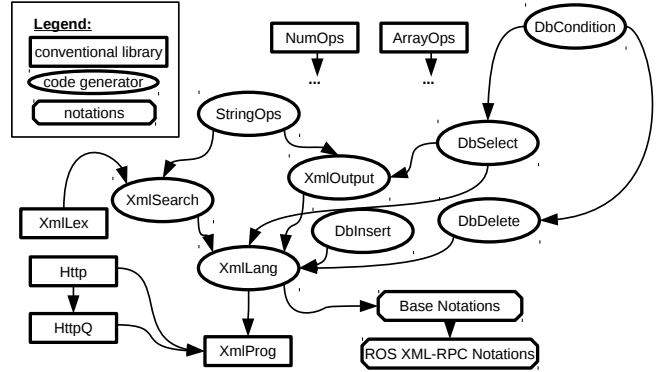 Legend:
conventional library
code generator
notations
NumOps
ArrayOps
DbCondition
...
...
StringOps
DbSelect
XmlOutput
XmlSearch
XmlLex
DbInsert
DbDelete
XmlLang
Http
HttpQ
Base Notations
XmlProg
ROS XML-RPC Notations